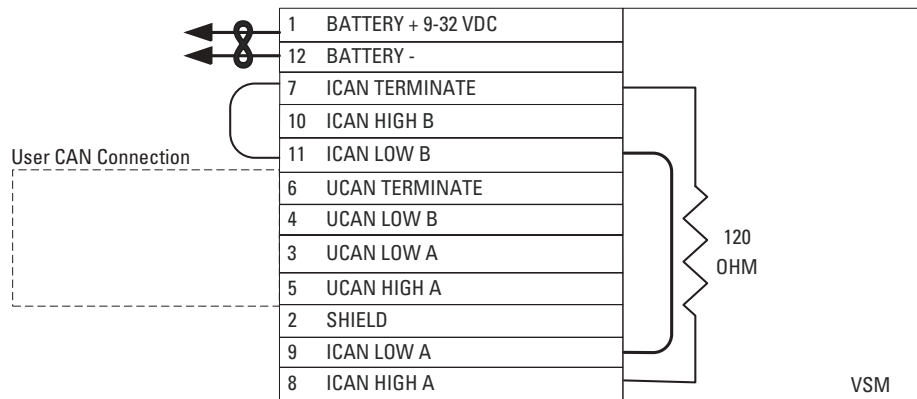 1 BATTERY + 9-32 VDC
12 BATTERY -
7 ICAN TERMINATE
10 ICAN HIGH B
11 ICAN LOW B
User CAN Connection
6 UCAN TERMINATE
4 UCAN LOW B
3 UCAN LOW A
5 UCAN HIGH A
2 SHIELD
9 ICAN LOW A
8 ICAN HIGH A
120
OHM
VSM